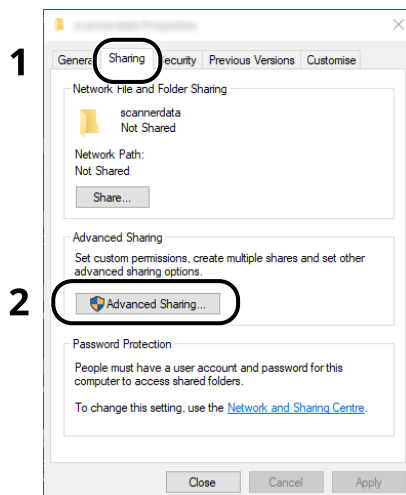 1
General Sharing Security Previous Versions Customise
Network File and Folder Sharing
scannerdata
Not Shared
Network Path:
Not Shared
Share...
Advanced Sharing
Set custom permissions, create multiple shares and set other
advanced sharing options.
2
Advanced Sharing...
Password Protection
People must have a user account and password for this
computer to access shared folders.
To change this setting, use the Network and Sharing Centre.
Close Cancel Apply